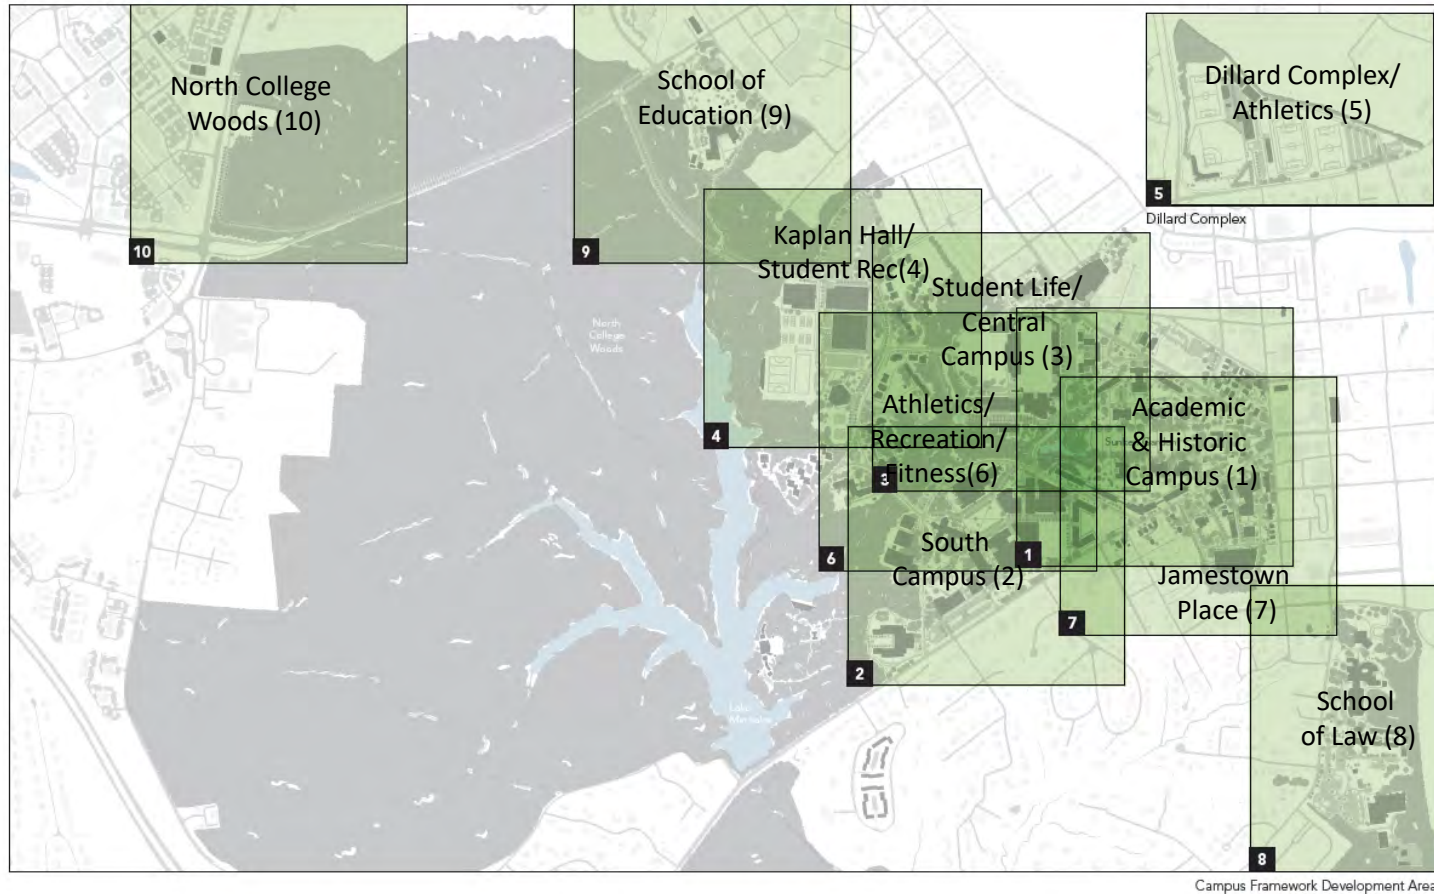 North College
Woods (10)
School of
Education (9)
Dillard Complex/
Athletics (5)
5
Dillard Complex
10
9
Kaplan Hall/
Student Rec(4)
Student Life/
Central
Campus (3)
North
College
Woods
Athletics/
Recreation/
Fitness(6)
Academic
& Historic
Campus (1)
4
3
South
Campus (2)
6
1
Jamestown
Place (7)
7
2
School
of Law (8)
8
Campus Framework Development Area